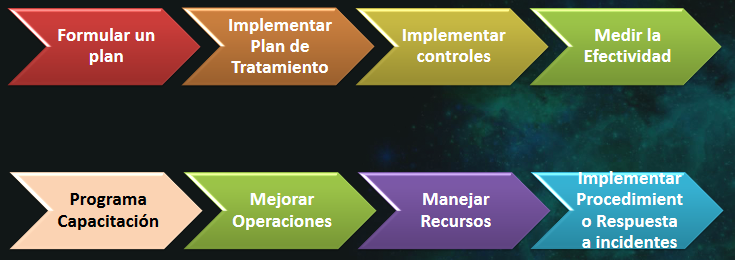 Formular un
plan
Implementar
Plan de
Tratamiento
Implementar
controles
Medir la
Efectividad
Programa
Capacitación
Mejorar
Operaciones
Manejar
Recursos
Implementar
Procedimient
o Respuesta
a incidentes